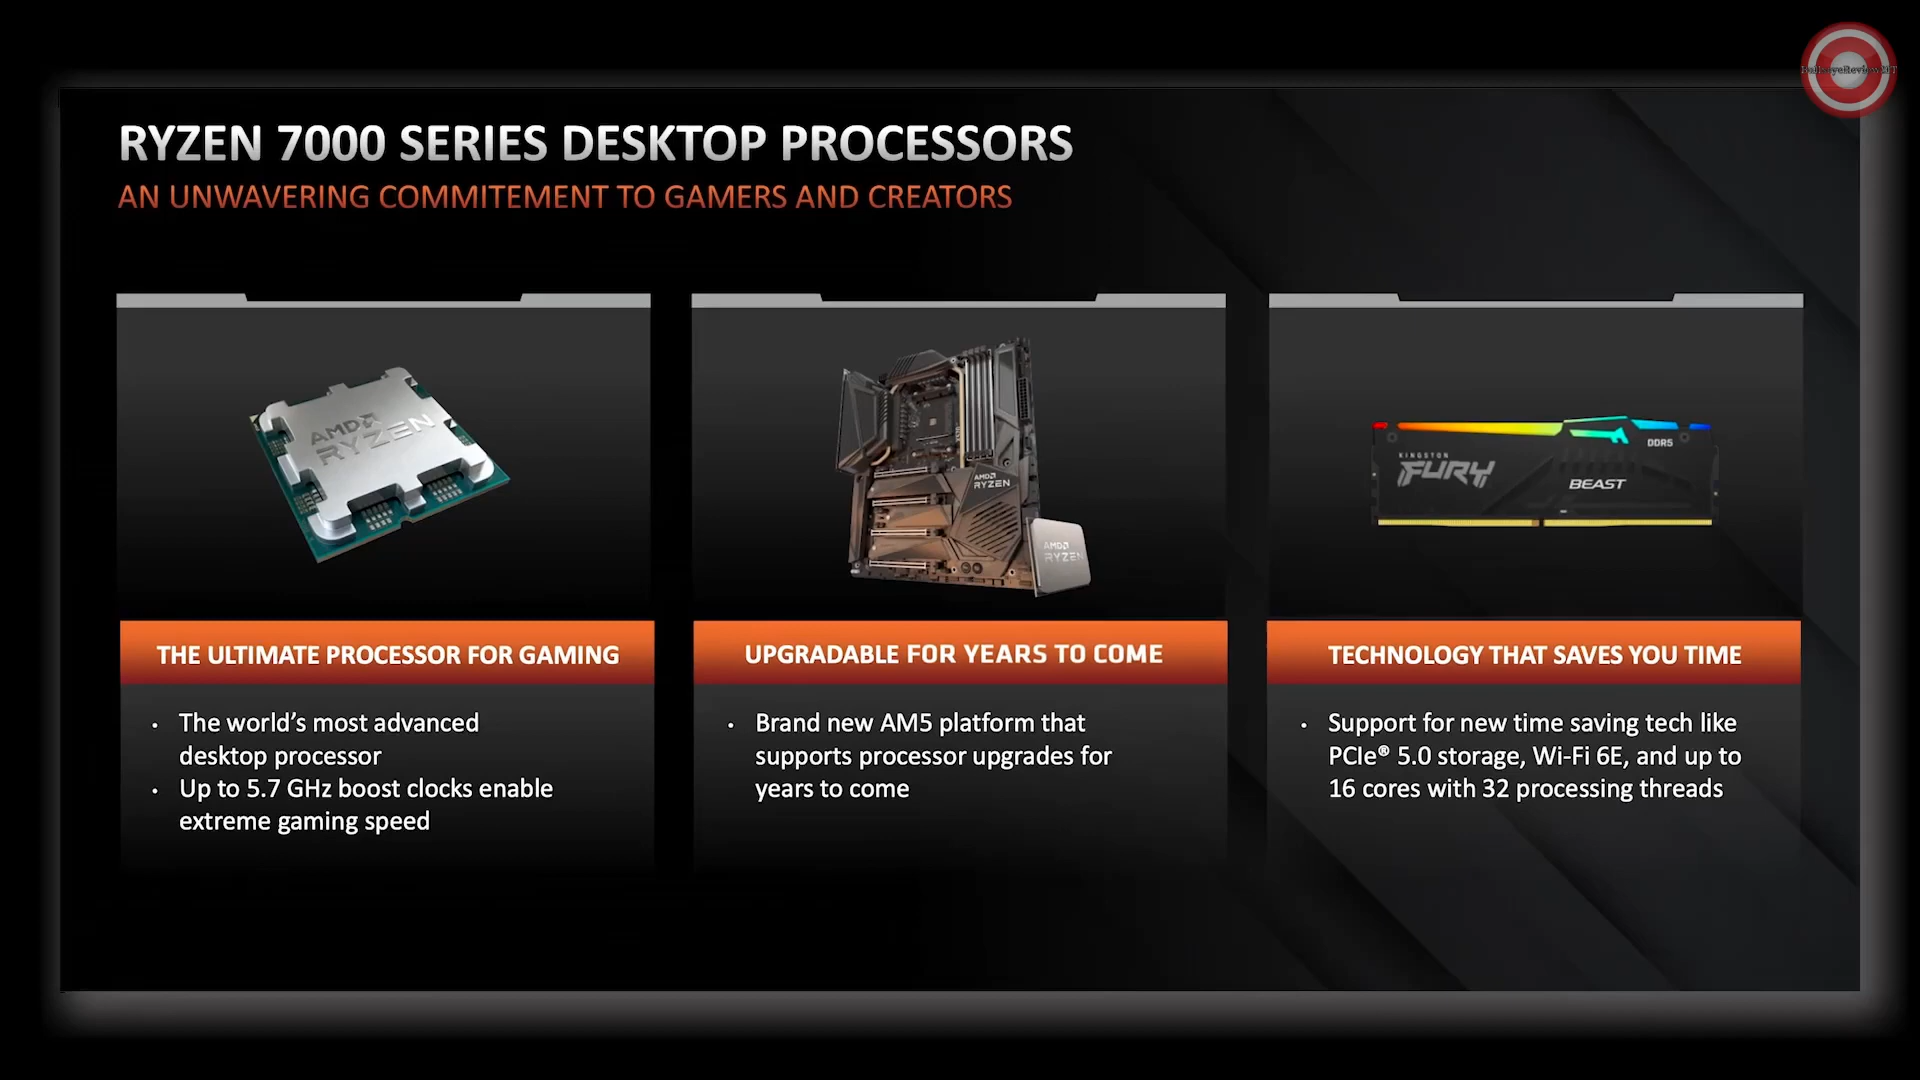 RYZEN 7000 SERIES DESKTOP PROCESSORS
AN UNWAVERING COMMITEMENT TO GAMERS AND CREATORS
AMD
RYZEN
AMD
RYZEN
AMD
RYZEN
KINGSTON
FURY
DDR5
BEAST
THE ULTIMATE PROCESSOR FOR GAMING
• The world's most advanced
desktop processor
• Up to 5.7 GHz boost clocks enable
extreme gaming speed
UPGRADABLE FOR YEARS TO COME
• Brand new AM5 platform that
supports processor upgrades for
years to come
TECHNOLOGY THAT SAVES YOU TIME
• Support for new time saving tech like
PCIe® 5.0 storage, Wi-Fi 6E, and up to
16 cores with 32 processing threads